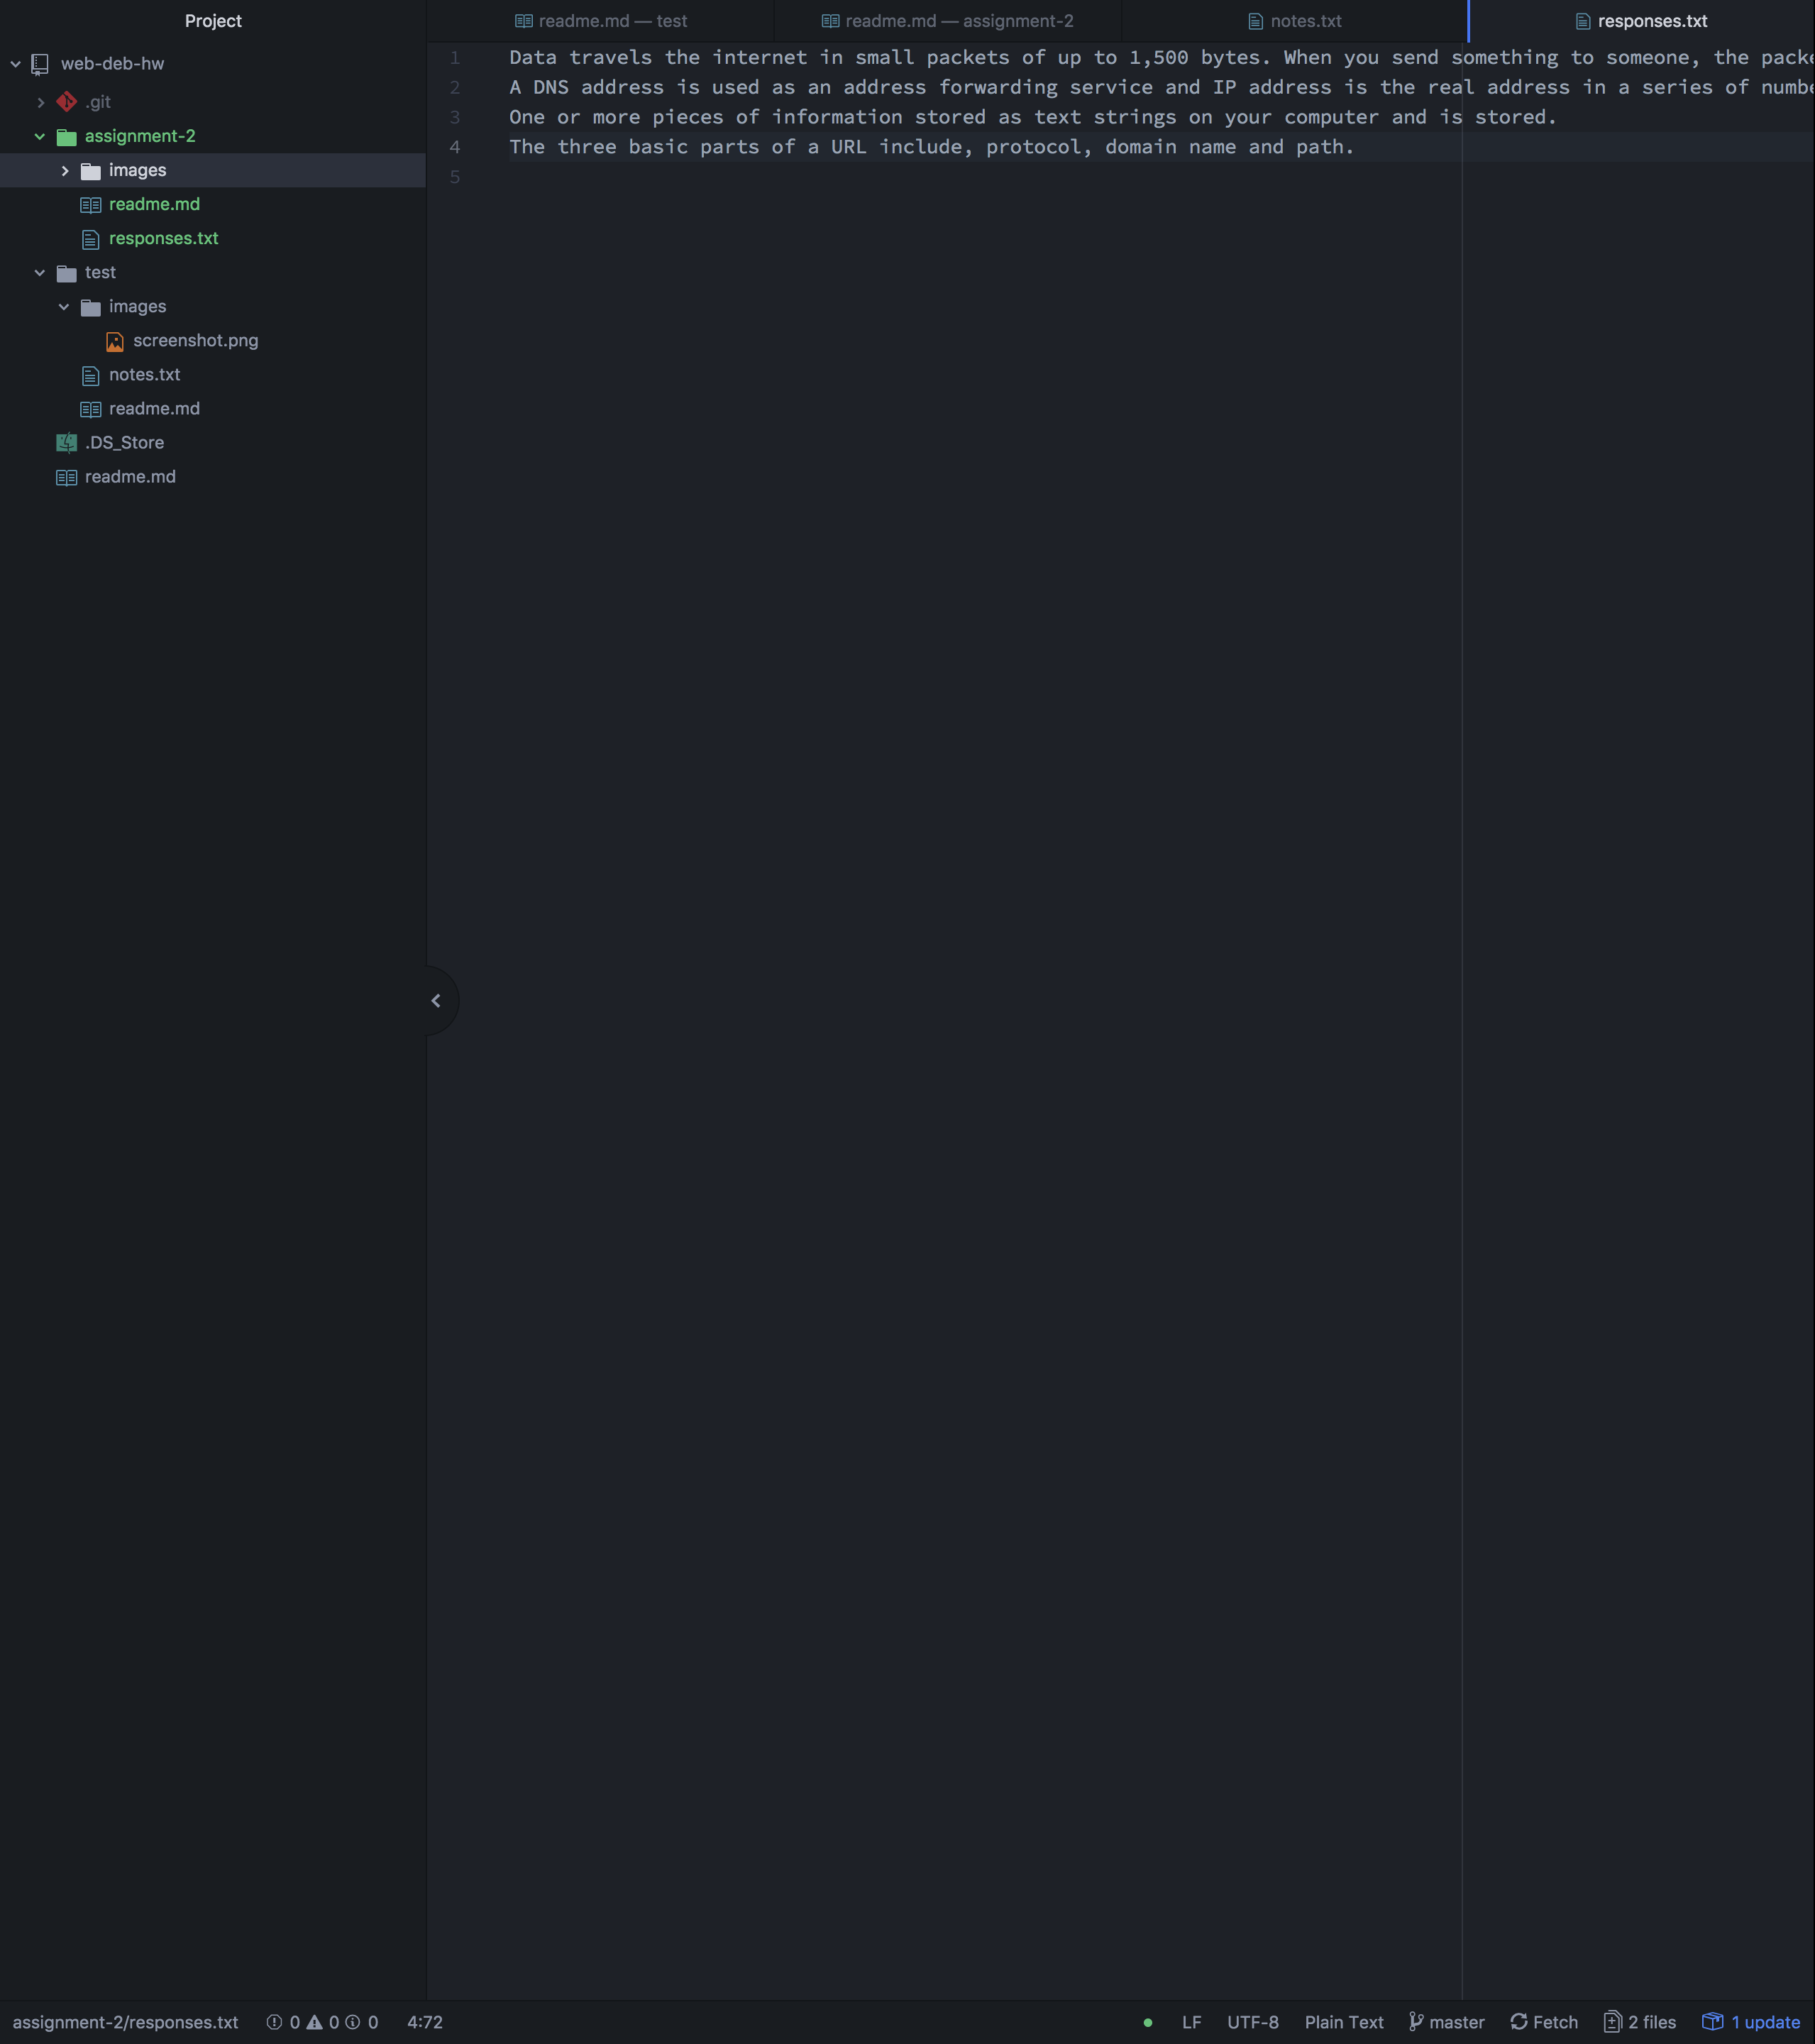 Project
readme.md — test
readme.md — assignment-2
notes.txt
responses.txt
web-deb-hw
.git
assignment-2
images
readme.md
responses.txt
test
images
screenshot.png
notes.txt
readme.md
.DS_Store
readme.md
1 Data travels the internet in small packets of up to 1,500 bytes. When you send something to someone, the packe
2 A DNS address is used as an address forwarding service and IP address is the real address in a series of numbe
3 One or more pieces of information stored as text strings on your computer and is stored.
4 The three basic parts of a URL include, protocol, domain name and path.
5
assignment-2/responses.txt 0 0 0 4:72 LF UTF-8 Plain Text master Fetch 2 files 1 update